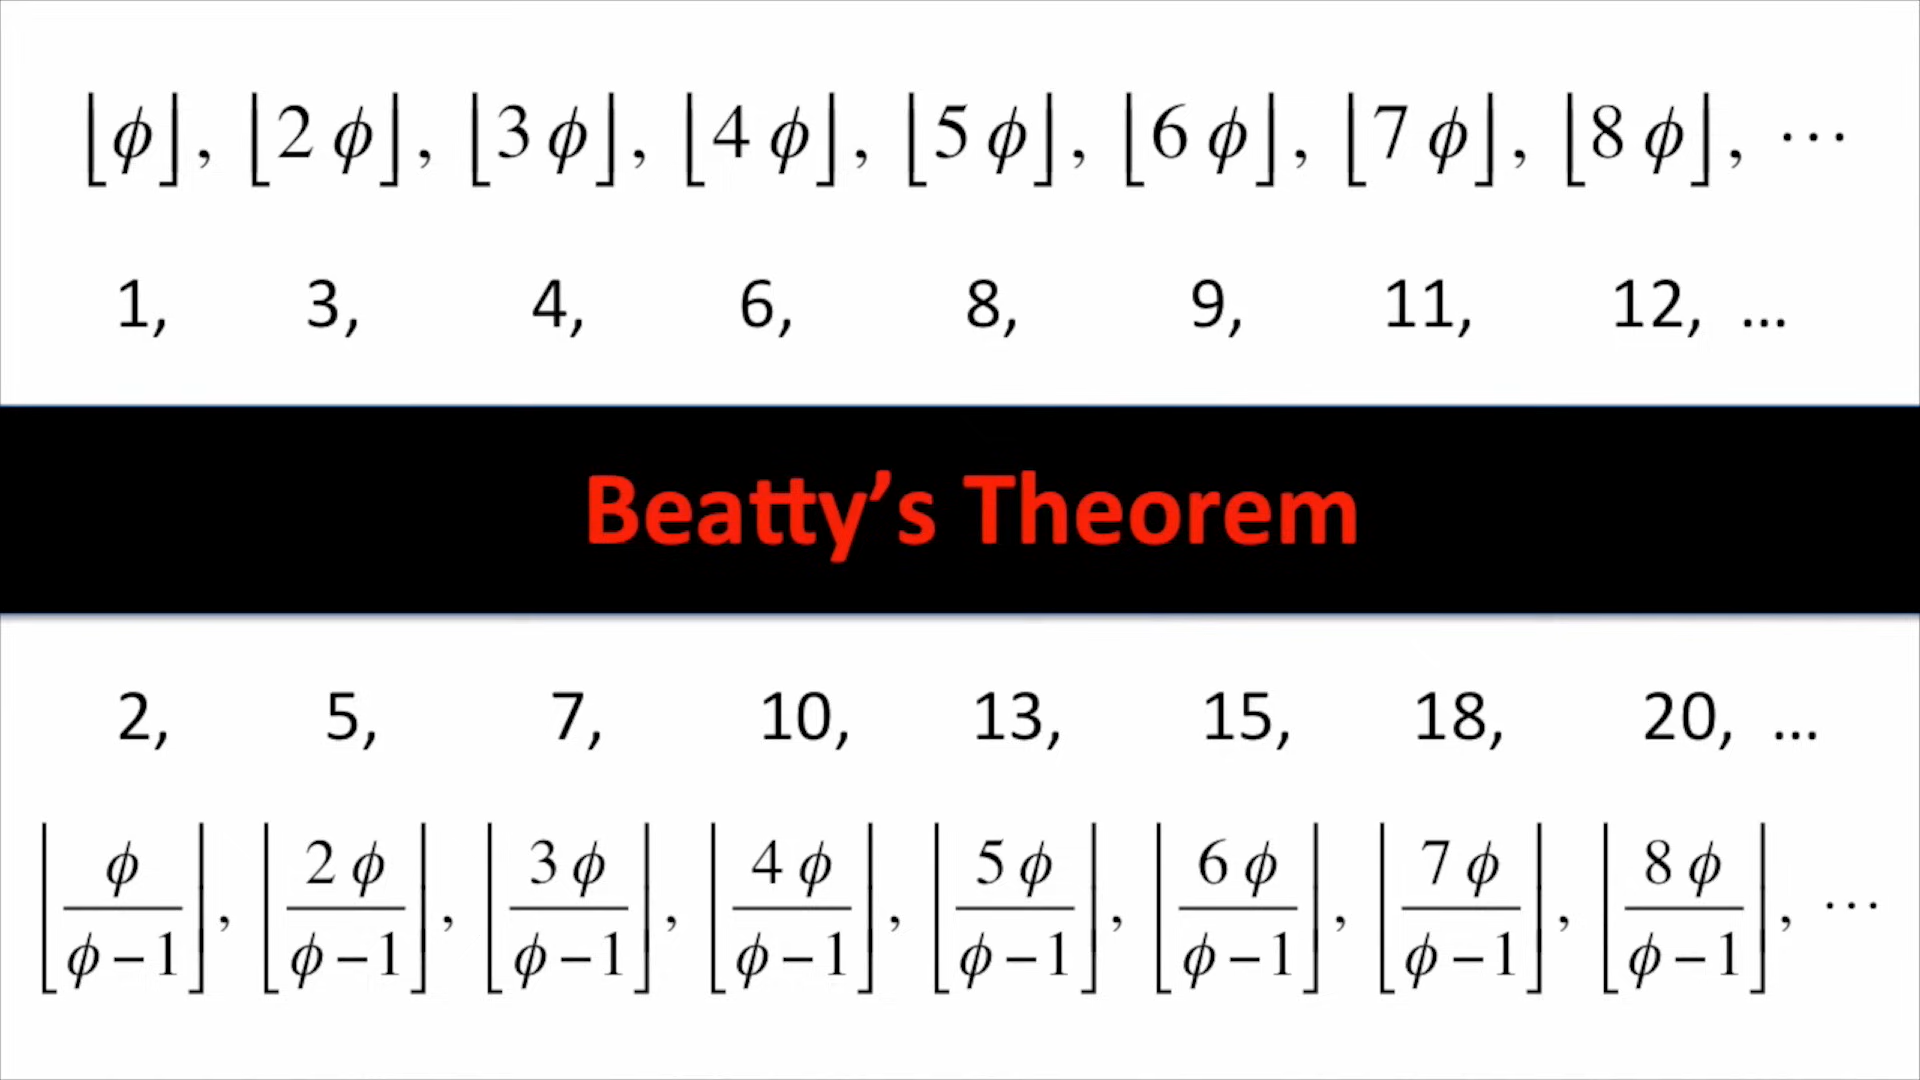 ⌊ϕ⌋, ⌊2ϕ⌋, ⌊3ϕ⌋, ⌊4ϕ⌋, ⌊5ϕ⌋, ⌊6ϕ⌋, ⌊7ϕ⌋, ⌊8ϕ⌋, ⋯
1, 3, 4, 6, 8, 9, 11, 12, ...
Beatty’s Theorem
2, 5, 7, 10, 13, 15, 18, 20, ...
⌊ϕ/(ϕ−1)⌋, ⌊2ϕ/(ϕ−1)⌋, ⌊3ϕ/(ϕ−1)⌋, ⌊4ϕ/(ϕ−1)⌋, ⌊5ϕ/(ϕ−1)⌋, ⌊6ϕ/(ϕ−1)⌋, ⌊7ϕ/(ϕ−1)⌋, ⌊8ϕ/(ϕ−1)⌋, ⋯